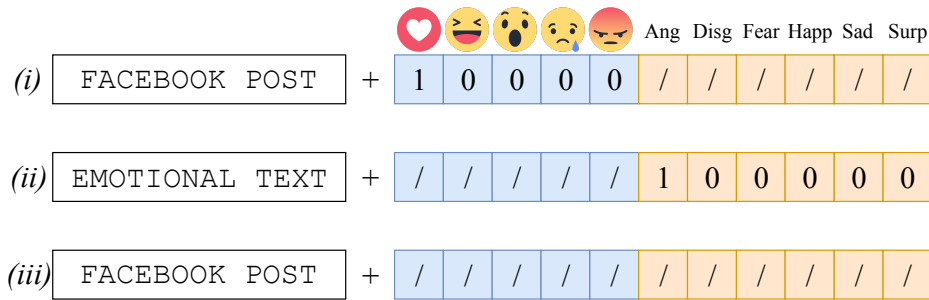 Ang Disg Fear Happ Sad Surp
(i) FACEBOOK POST + 1 0 0 0 0 / / / / / /
(ii) EMOTIONAL TEXT + / / / / / 1 0 0 0 0 0
(iii) FACEBOOK POST + / / / / / / / / / / /